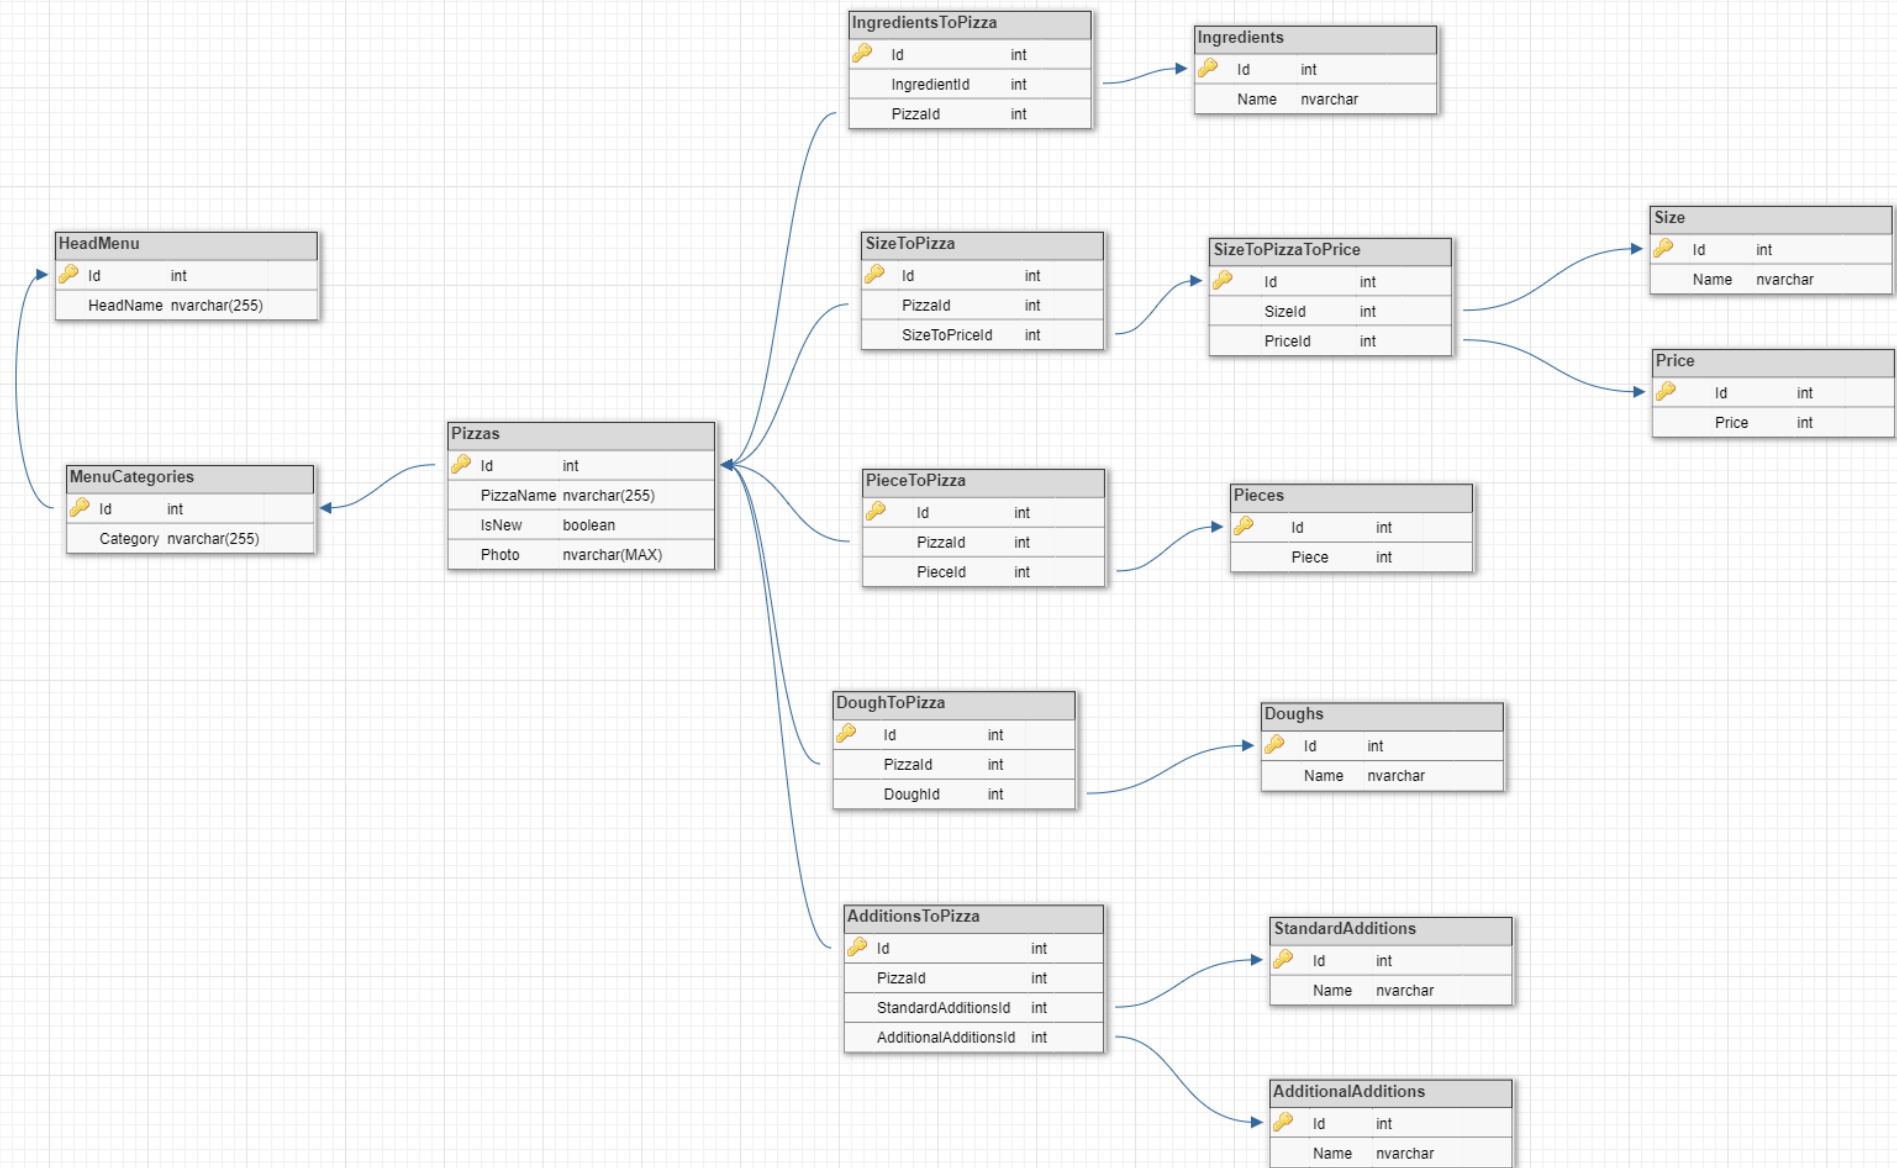 IngredientsToPizza
Id int
IngredientId int
PizzaId int
Ingredients
Id int
Name nvarchar
HeadMenu
Id int
HeadName nvarchar(255)
SizeToPizza
Id int
PizzaId int
SizeToPriceId int
SizeToPizzaToPrice
Id int
SizeId int
PriceId int
Size
Id int
Name nvarchar
Price
Id int
Price int
MenuCategories
Id int
Category nvarchar(255)
Pizzas
Id int
PizzaName nvarchar(255)
IsNew boolean
Photo nvarchar(MAX)
PieceToPizza
Id int
PizzaId int
PieceId int
Pieces
Id int
Piece int
DoughToPizza
Id int
PizzaId int
DoughId int
Doughs
Id int
Name nvarchar
AdditionsToPizza
Id int
PizzaId int
StandardAdditionsId int
AdditionalAdditionsId int
StandardAdditions
Id int
Name nvarchar
AdditionalAdditions
Id int
Name nvarchar